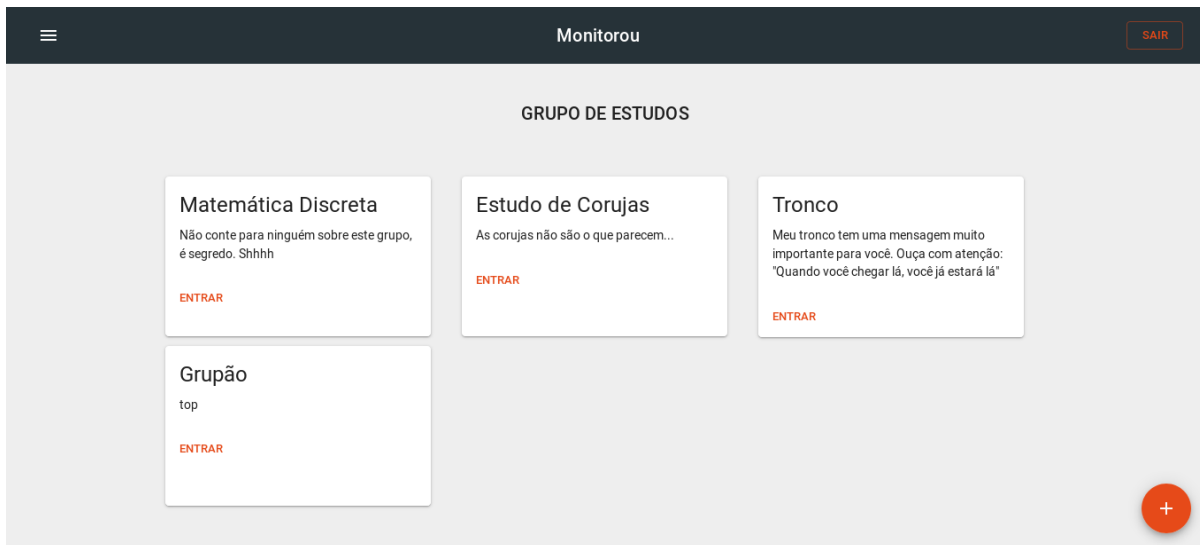 Monitorou
SAIR
GRUPO DE ESTUDOS
Matemática Discreta
Não conte para ninguém sobre este grupo,
é segredo. Shhhh
ENTRAR
Estudo de Corujas
As corujas não são o que parecem...
ENTRAR
Tronco
Meu tronco tem uma mensagem muito
importante para você. Ouça com atenção:
"Quando você chegar lá, você já estará lá"
ENTRAR
Grupão
top
ENTRAR
+